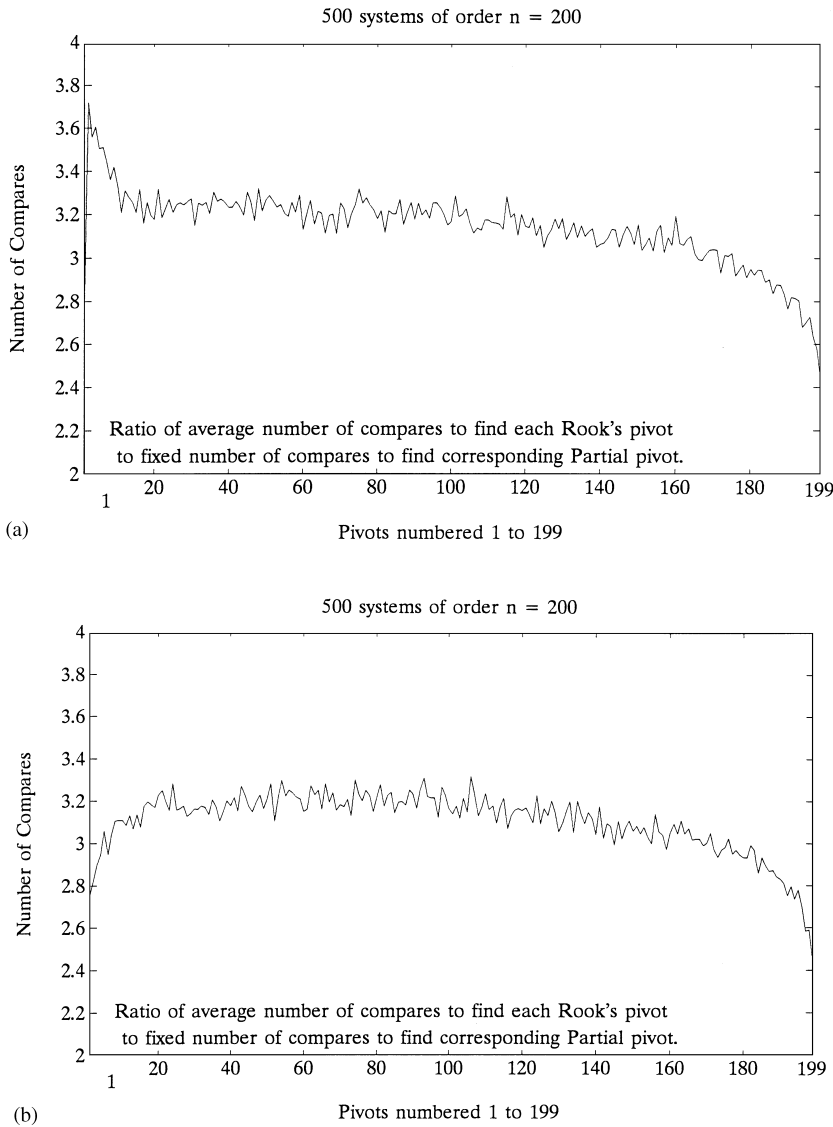 500 systems of order n = 200
4
3.8
3.6
3.4
3.2
3
2.8
2.6
2.4
2.2
2
Number of Compares
Ratio of average number of compares to find each Rook's pivot
to fixed number of compares to find corresponding Partial pivot.
1 20 40 60 80 100 120 140 160 180 199
(a)
Pivots numbered 1 to 199
500 systems of order n = 200
4
3.8
3.6
3.4
3.2
3
2.8
2.6
2.4
2.2
2
Number of Compares
Ratio of average number of compares to find each Rook's pivot
to fixed number of compares to find corresponding Partial pivot.
1 20 40 60 80 100 120 140 160 180 199
(b)
Pivots numbered 1 to 199